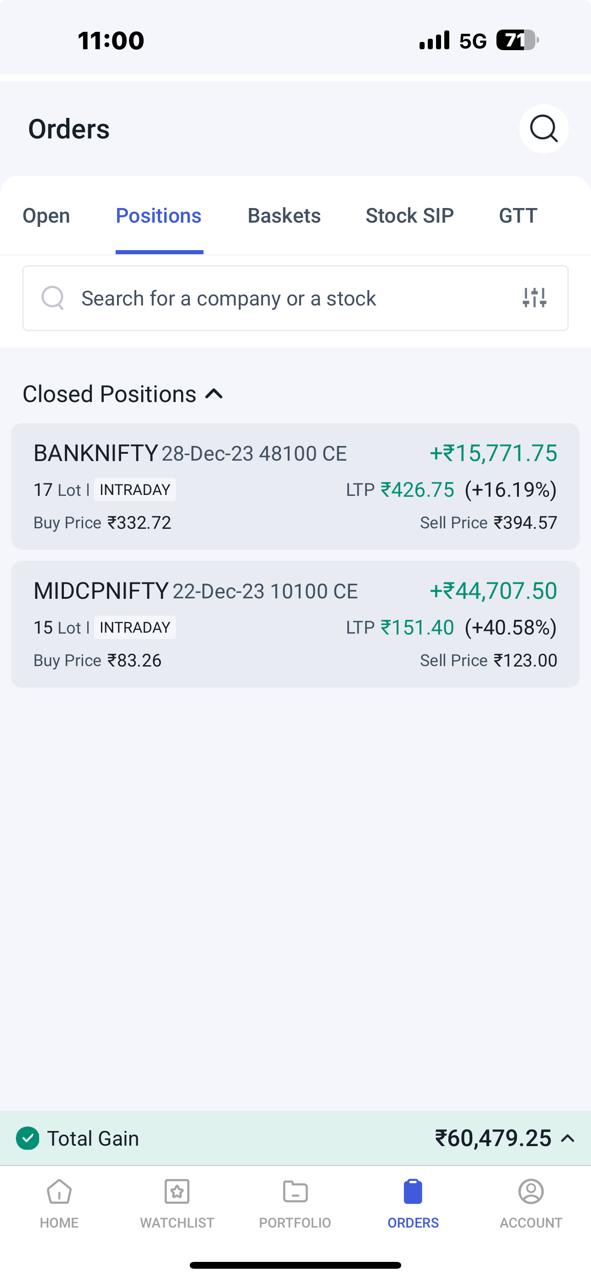 11:00 5G 71
Orders
Open Positions Baskets Stock SIP GTT
Search for a company or a stock
Closed Positions
BANKNIFTY 28-Dec-23 48100 CE +₹15,771.75
17 Lot I INTRADAY LTP ₹426.75 (+16.19%)
Buy Price ₹332.72 Sell Price ₹394.57
MIDCPNIFTY 22-Dec-23 10100 CE +₹44,707.50
15 Lot I INTRADAY LTP ₹151.40 (+40.58%)
Buy Price ₹83.26 Sell Price ₹123.00
Total Gain ₹60,479.25
HOME WATCHLIST PORTFOLIO ORDERS ACCOUNT